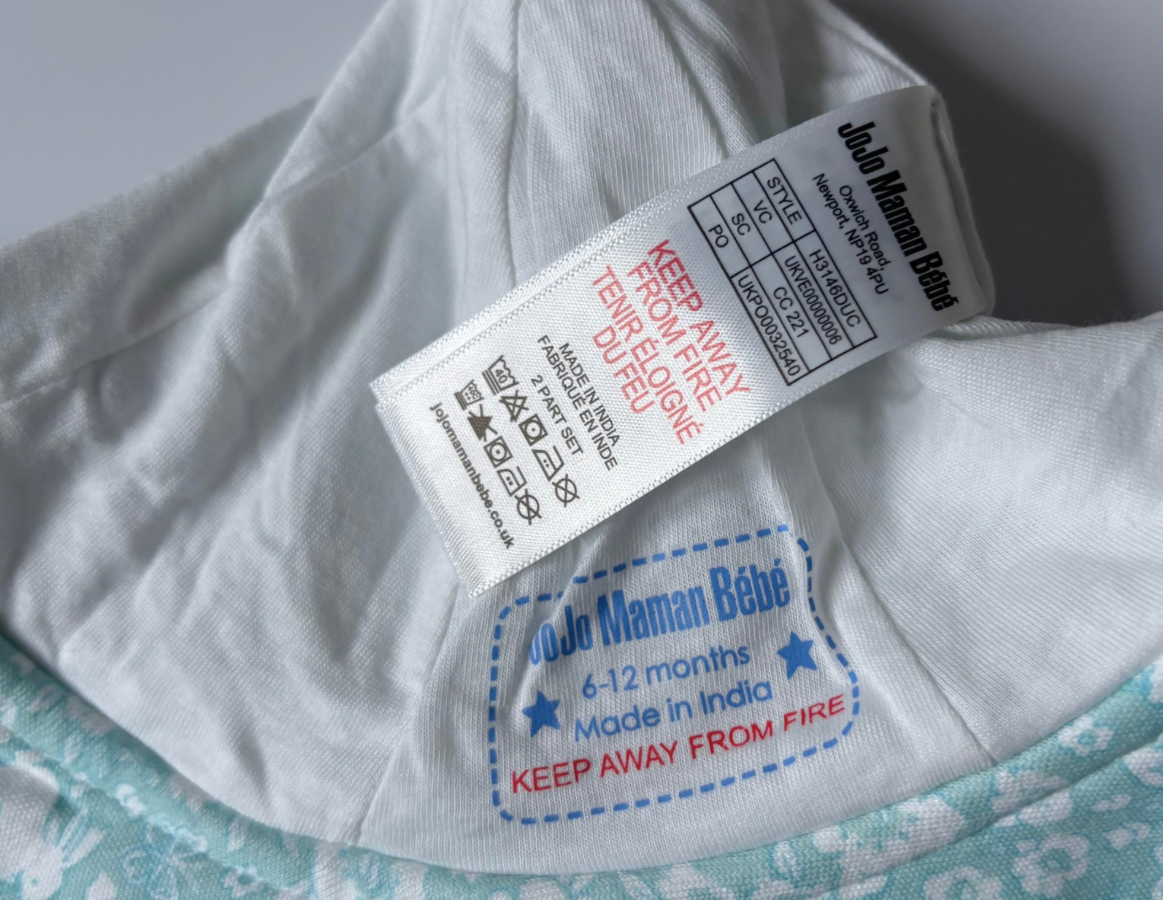 JoJo Maman Bébé
Oxwich Road,
Newport, NP19 4PU
STYLE H3146DUC
VC UKVE00000006
SC CC 221
PO UKPO0032540
KEEP AWAY
FROM FIRE
TENIR ÉLOIGNÉ
DU FEU
MADE IN INDIA
FABRIQUÉ EN INDE
2 PART SET
40
jojomamanbebe.co.uk
JoJo Maman Bébé
6-12 months
Made in India
KEEP AWAY FROM FIRE